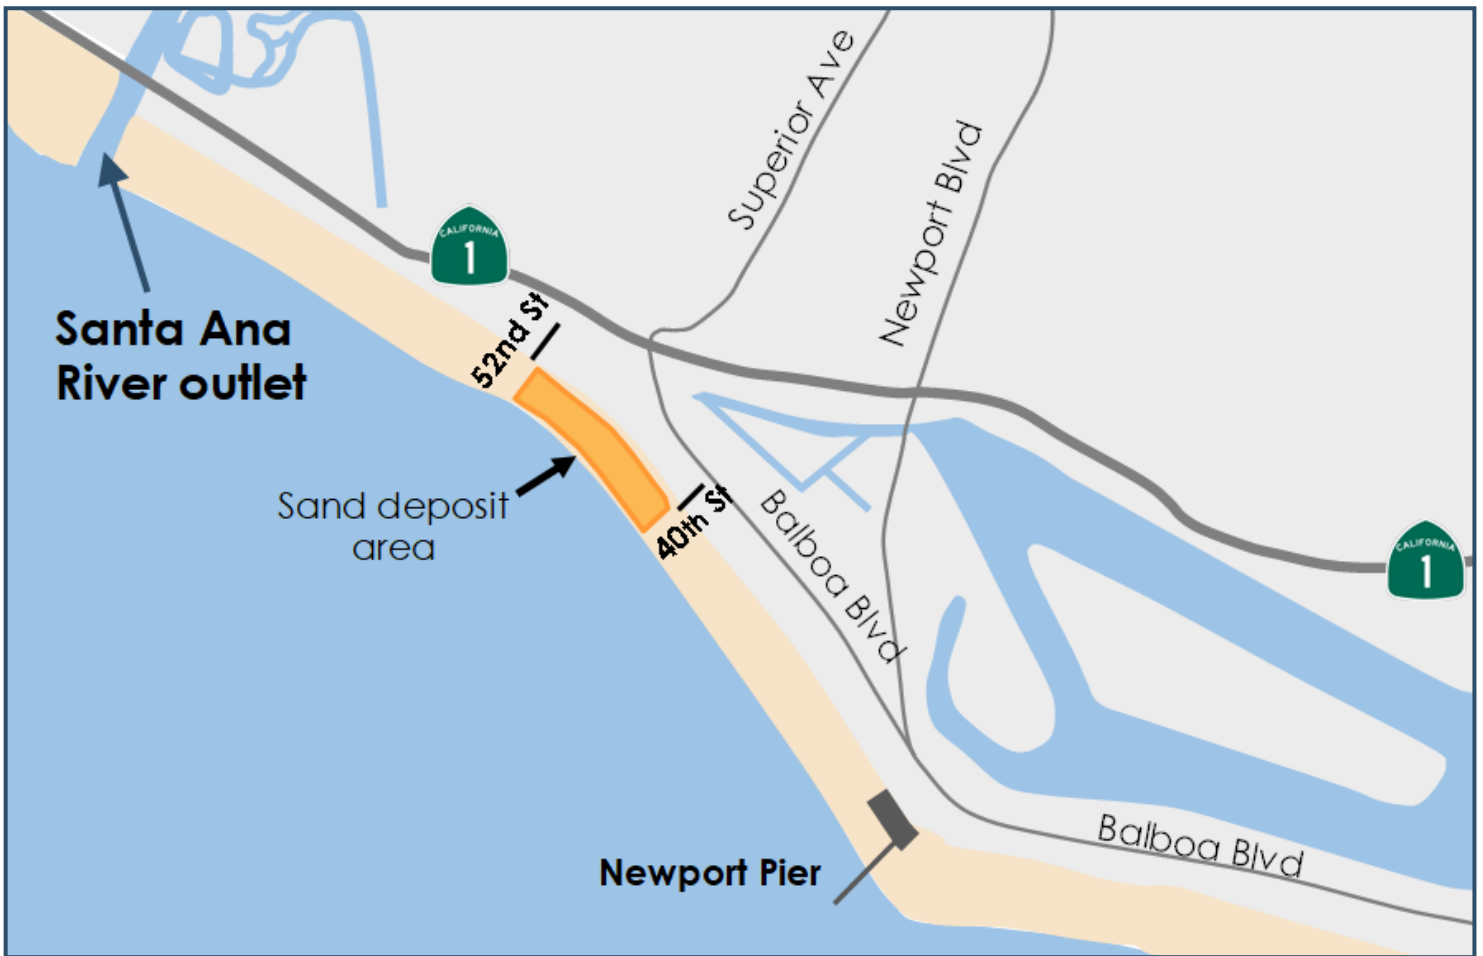 Superior Ave
Newport Blvd
CALIFORNIA
1
52nd St
Santa Ana
River outlet
Sand deposit
area
40th St
Balboa Blvd
CALIFORNIA
1
Newport Pier
Balboa Blvd